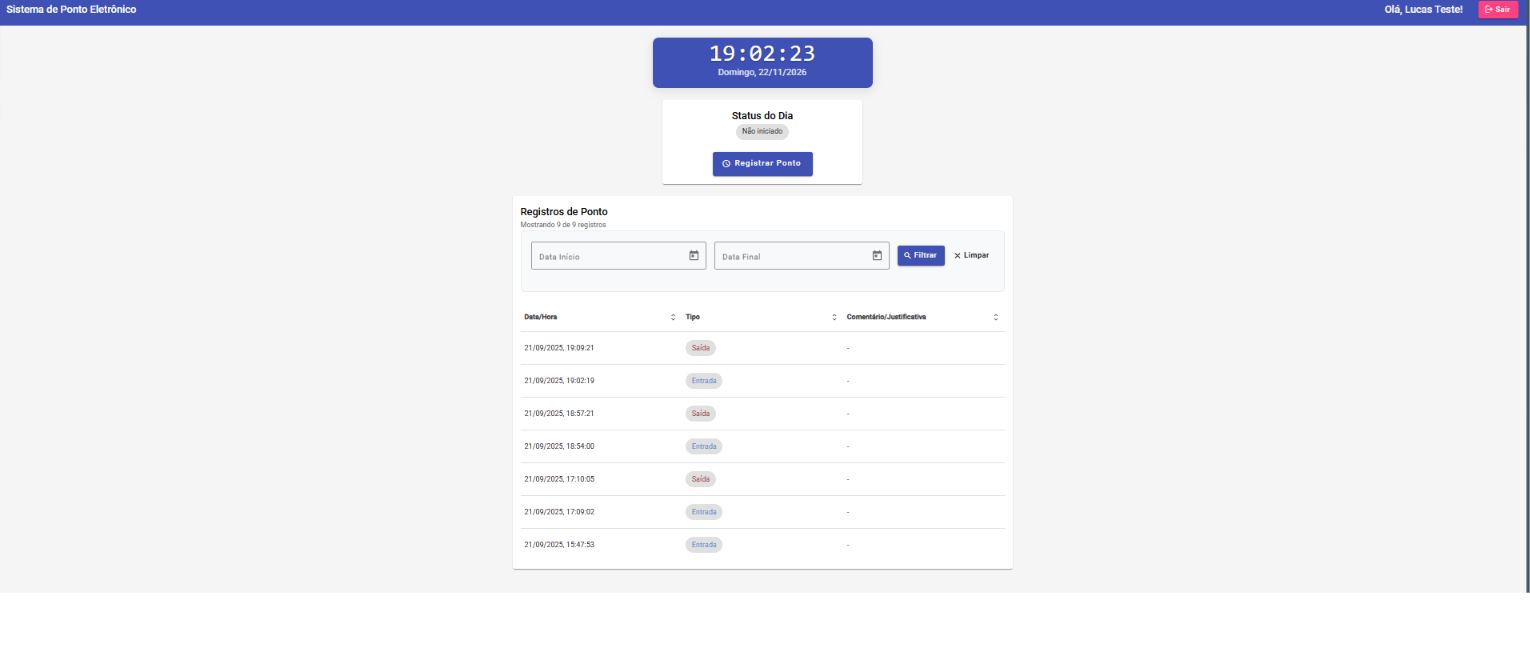 Sistema de Ponto Eletrônico
Olá, Lucas Teste!
Sair
19:02:23
Domingo, 22/11/2026
Status do Dia
Não iniciado
Registrar Ponto
Registros de Ponto
Mostrando 9 de 9 registros
Data Início
Data Final
Filtrar
Limpar
Data/Hora Tipo Comentário/Justificativa
21/09/2025, 19:09:21 Saída -
21/09/2025, 19:02:19 Entrada -
21/09/2025, 18:57:21 Saída -
21/09/2025, 18:54:00 Entrada -
21/09/2025, 17:10:05 Saída -
21/09/2025, 17:09:02 Entrada -
21/09/2025, 15:47:53 Entrada -